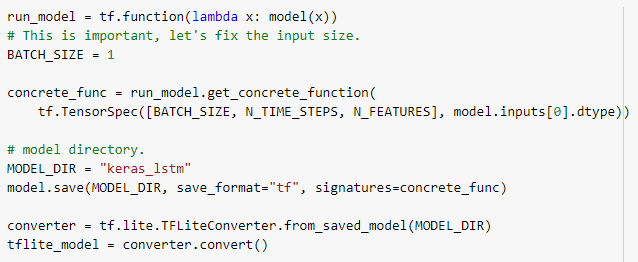 run_model = tf.function(lambda x: model(x))
# This is important, let's fix the input size.
BATCH_SIZE = 1
concrete_func = run_model.get_concrete_function(
    tf.TensorSpec([BATCH_SIZE, N_TIME_STEPS, N_FEATURES], model.inputs[0].dtype))
# model directory.
MODEL_DIR = "keras_lstm"
model.save(MODEL_DIR, save_format="tf", signatures=concrete_func)
converter = tf.lite.TFLiteConverter.from_saved_model(MODEL_DIR)
tflite_model = converter.convert()